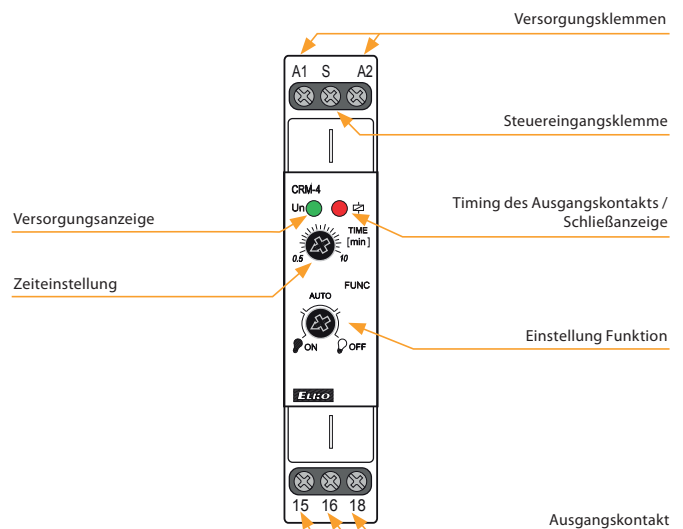 Versorgungsklemmen
A1 S A2
Steuereingangsklemme
CRM-4
Un
Timing des Ausgangskontakts /
Schließanzeige
Versorgungsanzeige
TIME
[min]
0.5 10
Zeiteinstellung
FUNC
AUTO
Einstellung Funktion
ON OFF
ELKO
15 16 18
Ausgangskontakt